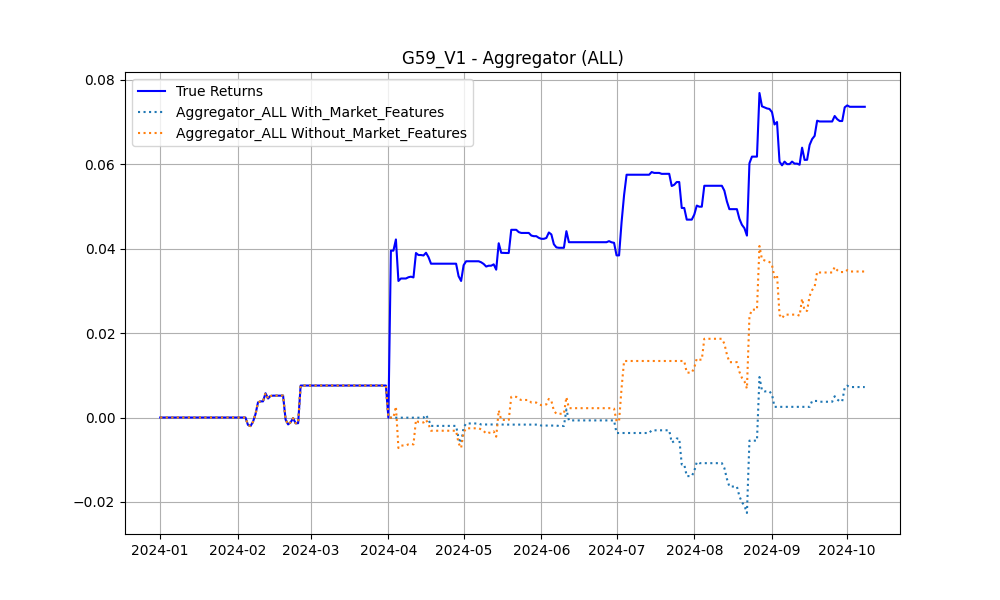 G59_V1 - Aggregator (ALL)
True Returns
Aggregator_ALL With_Market_Features
Aggregator_ALL Without_Market_Features
0.08
0.06
0.04
0.02
0.00
−0.02
2024-01 2024-02 2024-03 2024-04 2024-05 2024-06 2024-07 2024-08 2024-09 2024-10